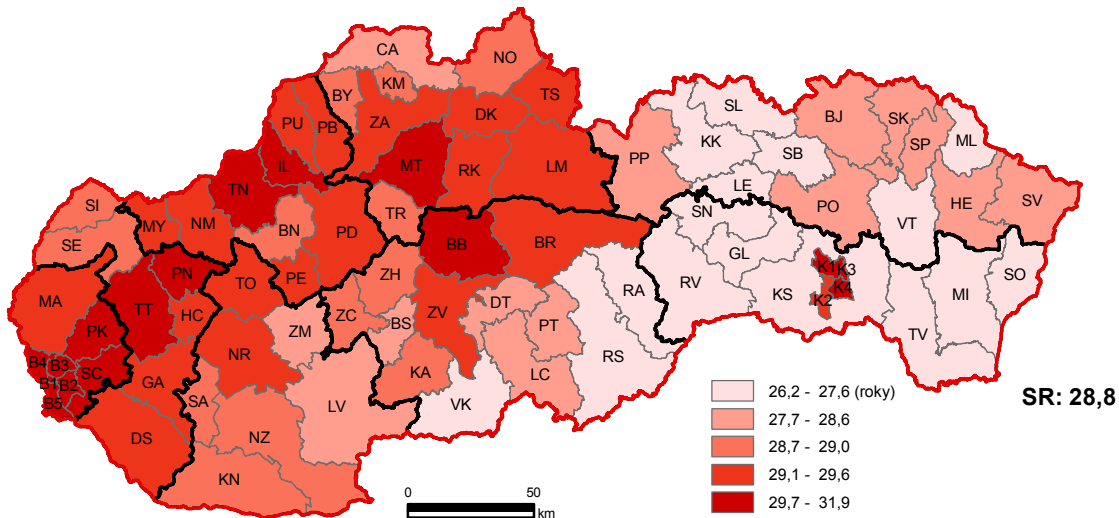 CA
NO
BY
KM
TS
PU
PB
ZA
DK
SL
BJ
SK
IL
MT
RK
LM
PP
KK
SB
SP
ML
TN
LE
PO
HE
SV
SI
MY
NM
BN
PD
TR
SN
VT
SE
BB
BR
GL
PN
TO
PE
ZH
RV
KS
K1
K3
K4
K2
SO
MA
TT
HC
ZM
ZC
BS
ZV
DT
RA
MI
PK
PT
TV
B4
B3
SC
NR
KA
RS
B1
B2
GA
LC
B5
SA
LV
VK
DS
NZ
KN
26,2 - 27,6 (roky)
27,7 - 28,6
28,7 - 29,0
29,1 - 29,6
29,7 - 31,9
SR: 28,8
0
50
km